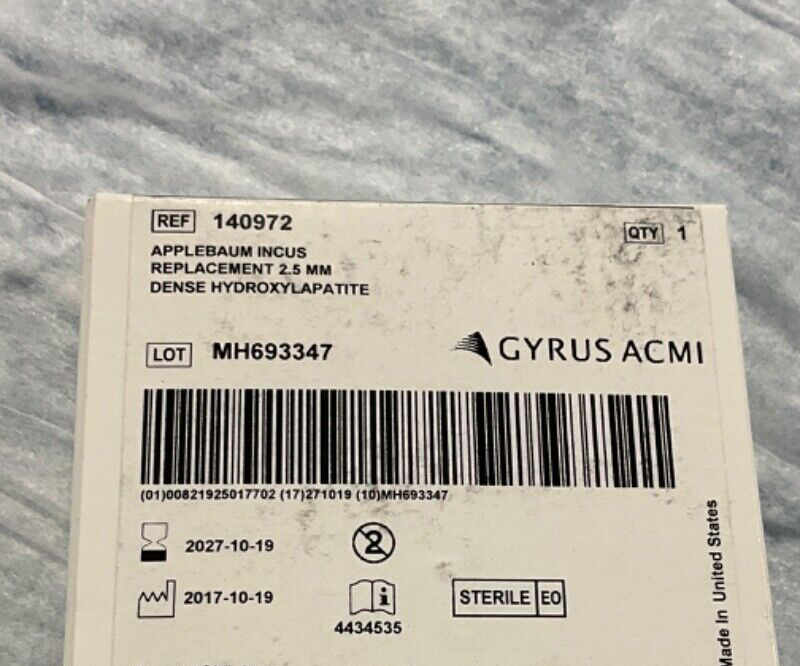 REF 140972
QTY 1
APPLEBAUM INCUS
REPLACEMENT 2.5 MM
DENSE HYDROXYLAPATITE
LOT MH693347
GYRUS ACMI
(01)00821925017702 (17)271019 (10)MH693347
2027-10-19
2
2017-10-19
i
4434535
STERILE EO
Made In United States